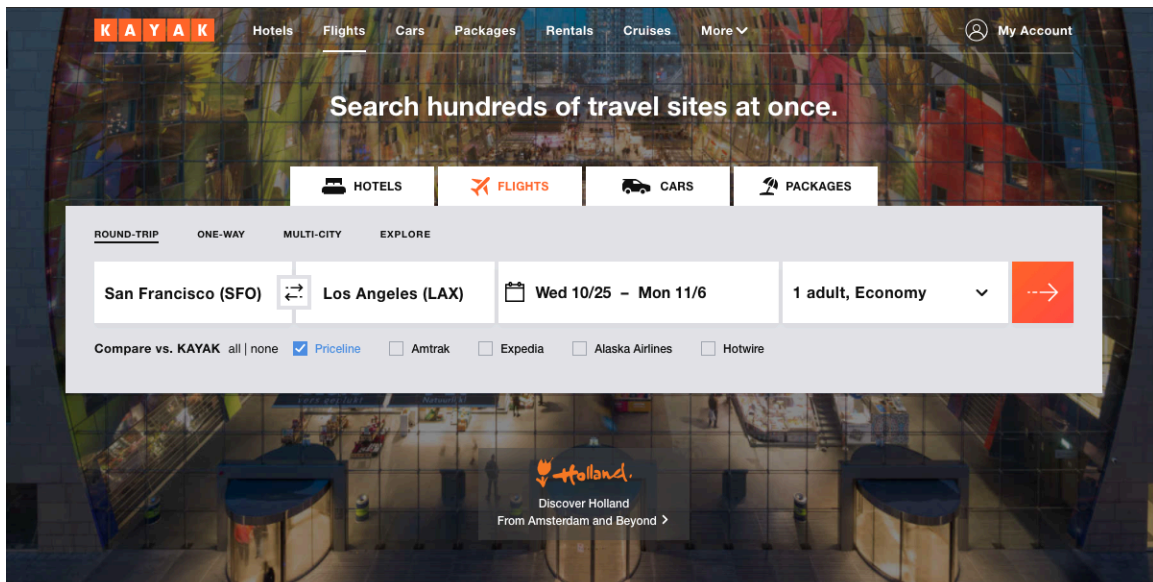 KAYAK Hotels Flights Cars Packages Rentals Cruises More My Account
Search hundreds of travel sites at once.
HOTELS FLIGHTS CARS PACKAGES
ROUND-TRIP ONE-WAY MULTI-CITY EXPLORE
San Francisco (SFO) Los Angeles (LAX) Wed 10/25 – Mon 11/6 1 adult, Economy
Compare vs. KAYAK all | none Priceline Amtrak Expedia Alaska Airlines Hotwire
Holland.
Discover Holland
From Amsterdam and Beyond >